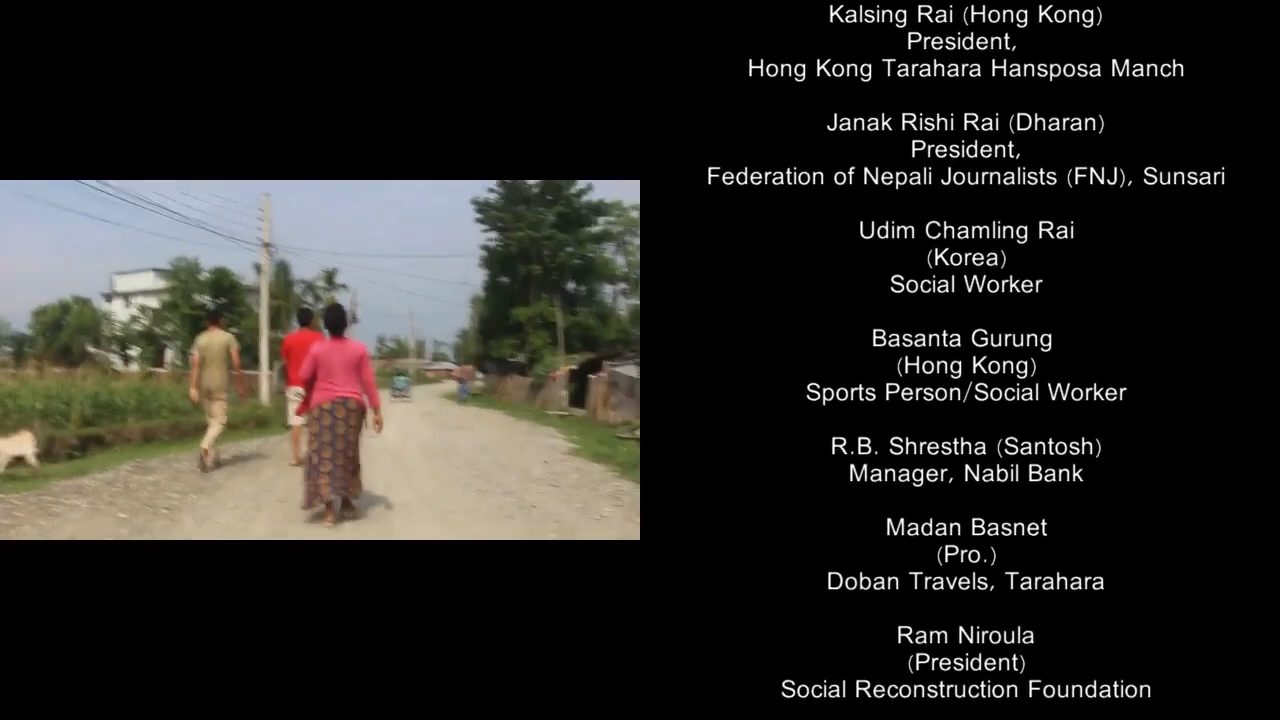 Kalsing Rai (Hong Kong)
President,
Hong Kong Tarahara Hansposa Manch
Janak Rishi Rai (Dharan)
President,
Federation of Nepali Journalists (FNJ), Sunsari
Udim Chamling Rai
(Korea)
Social Worker
Basanta Gurung
(Hong Kong)
Sports Person/Social Worker
R.B. Shrestha (Santosh)
Manager, Nabil Bank
Madan Basnet
(Pro.)
Doban Travels, Tarahara
Ram Niroula
(President)
Social Reconstruction Foundation